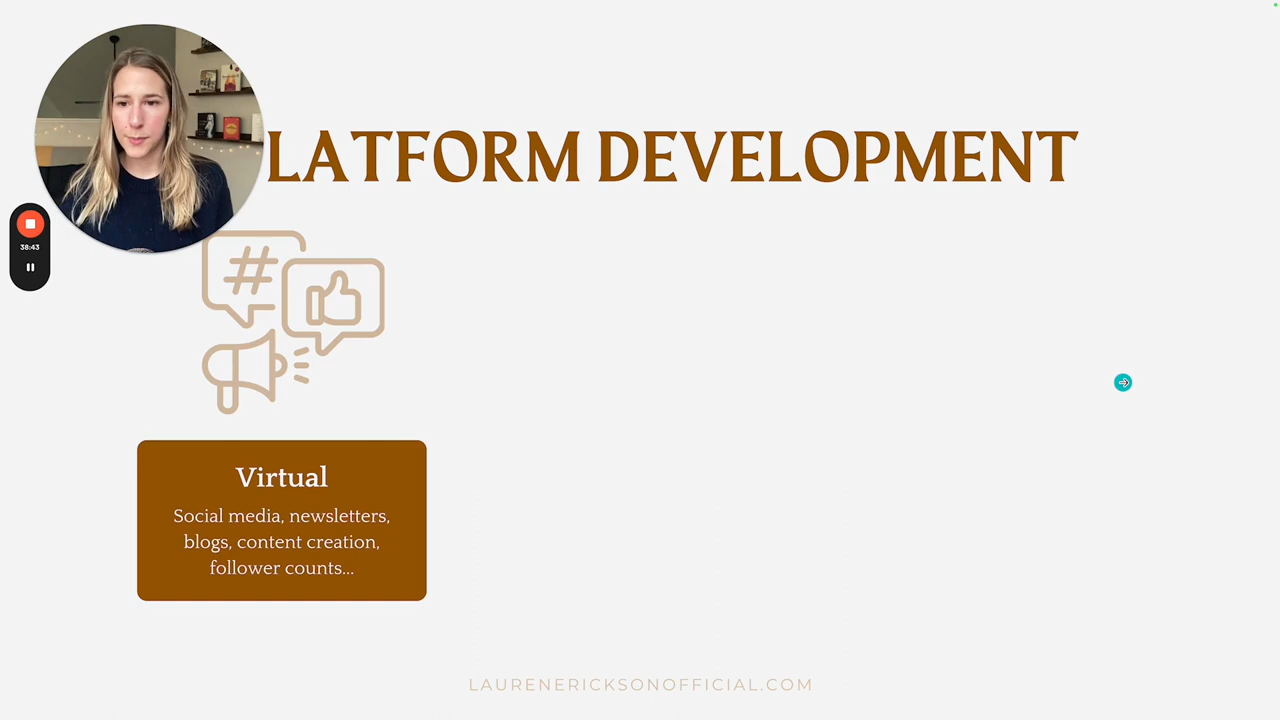 LATFORM DEVELOPMENT
38:43
#
Virtual
Social media, newsletters,
blogs, content creation,
follower counts...
LAURENERICKSONOFFICIAL.COM